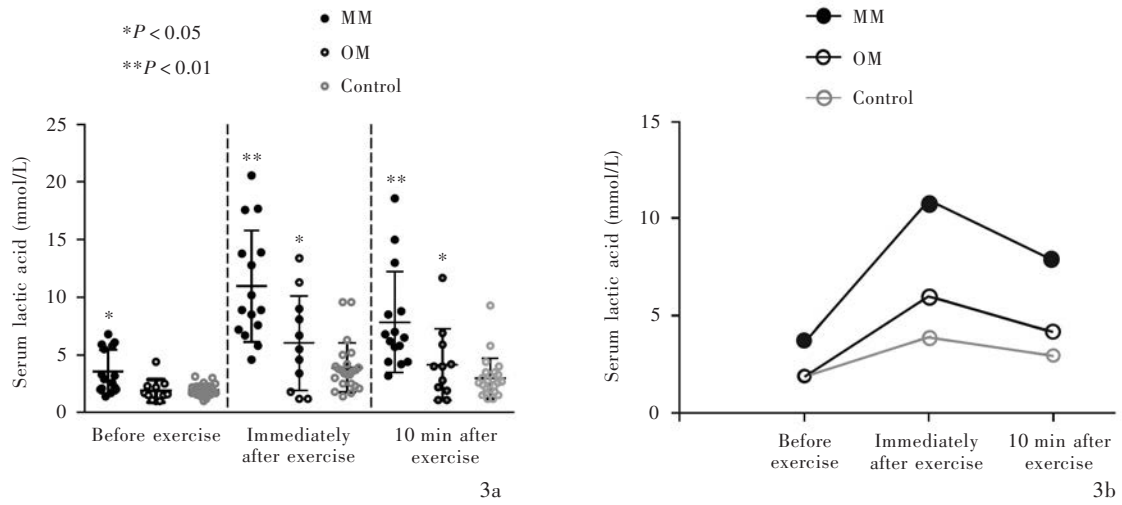 *P<0.05
**P<0.01
MM
OM
Control
Serum lactic acid (mmol/L)
25
20
15
10
5
0
*
**
*
**
*
Before exercise
Immediately
after exercise
10 min after
exercise
3a
MM
OM
Control
Serum lactic acid (mmol/L)
15
10
5
0
Before
exercise
Immediately
after exercise
10 min after
exercise
3b